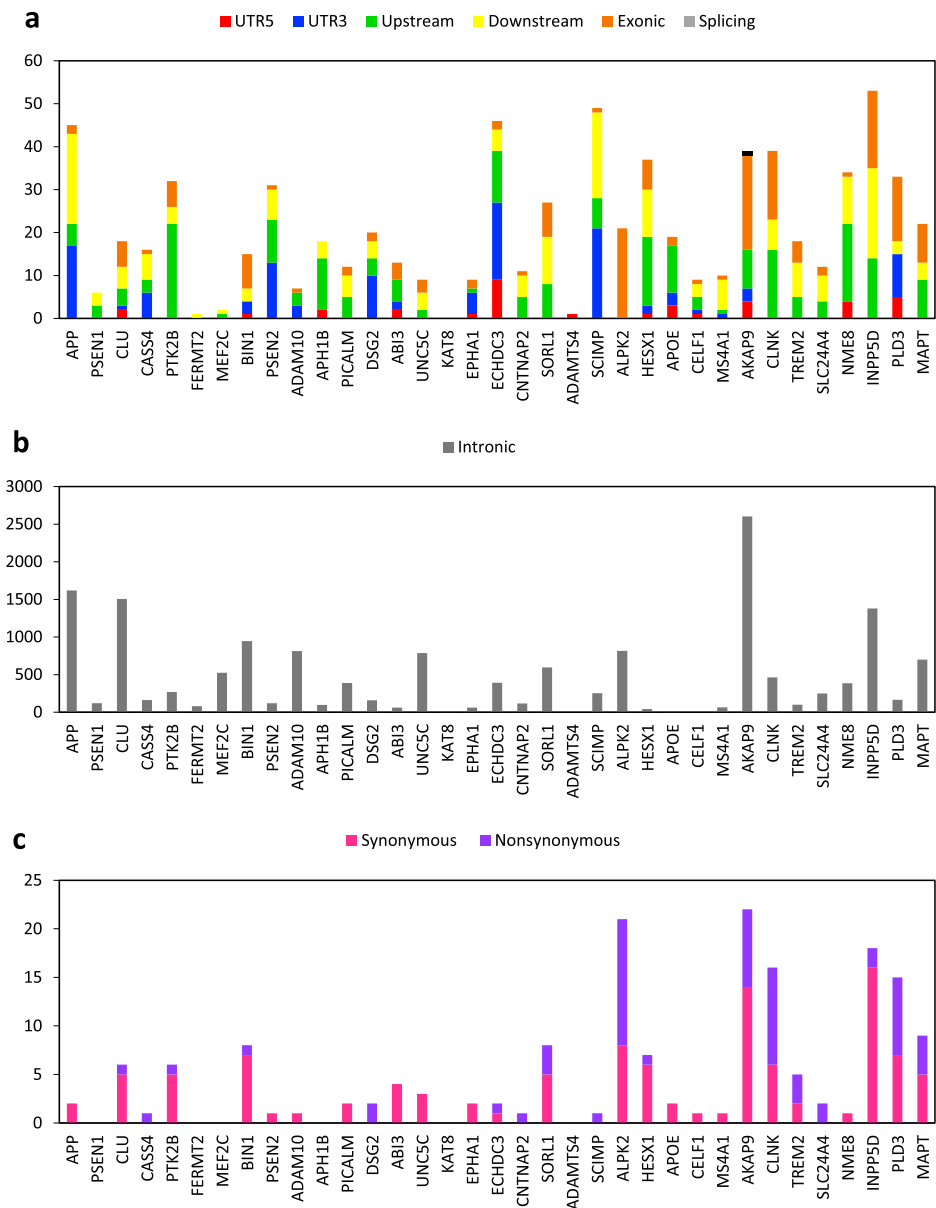 a
UTR5 UTR3 Upstream Downstream Exonic Splicing
60
50
40
30
20
10
0
APP PSEN1 CLU CASS4 PTK2B FERMT2 MEF2C BIN1 PSEN2 ADAM10 APH1B PICALM DSG2 ABI3 UNC5C KAT8 EPHA1 ECHDC3 CNTNAP2 SORL1 ADAMTS4 SCIMP ALPK2 HESX1 APOE CELF1 MS4A1 AKAP9 CLNK TREM2 SLC24A4 NME8 INPP5D PLD3 MAPT
b
Intronic
3000
2500
2000
1500
1000
500
0
APP PSEN1 CLU CASS4 PTK2B FERMT2 MEF2C BIN1 PSEN2 ADAM10 APH1B PICALM DSG2 ABI3 UNC5C KAT8 EPHA1 ECHDC3 CNTNAP2 SORL1 ADAMTS4 SCIMP ALPK2 HESX1 APOE CELF1 MS4A1 AKAP9 CLNK TREM2 SLC24A4 NME8 INPP5D PLD3 MAPT
c
Synonymous Nonsynonymous
25
20
15
10
5
0
APP PSEN1 CLU CASS4 PTK2B FERMT2 MEF2C BIN1 PSEN2 ADAM10 APH1B PICALM DSG2 ABI3 UNC5C KAT8 EPHA1 ECHDC3 CNTNAP2 SORL1 ADAMTS4 SCIMP ALPK2 HESX1 APOE CELF1 MS4A1 AKAP9 CLNK TREM2 SLC24A4 NME8 INPP5D PLD3 MAPT